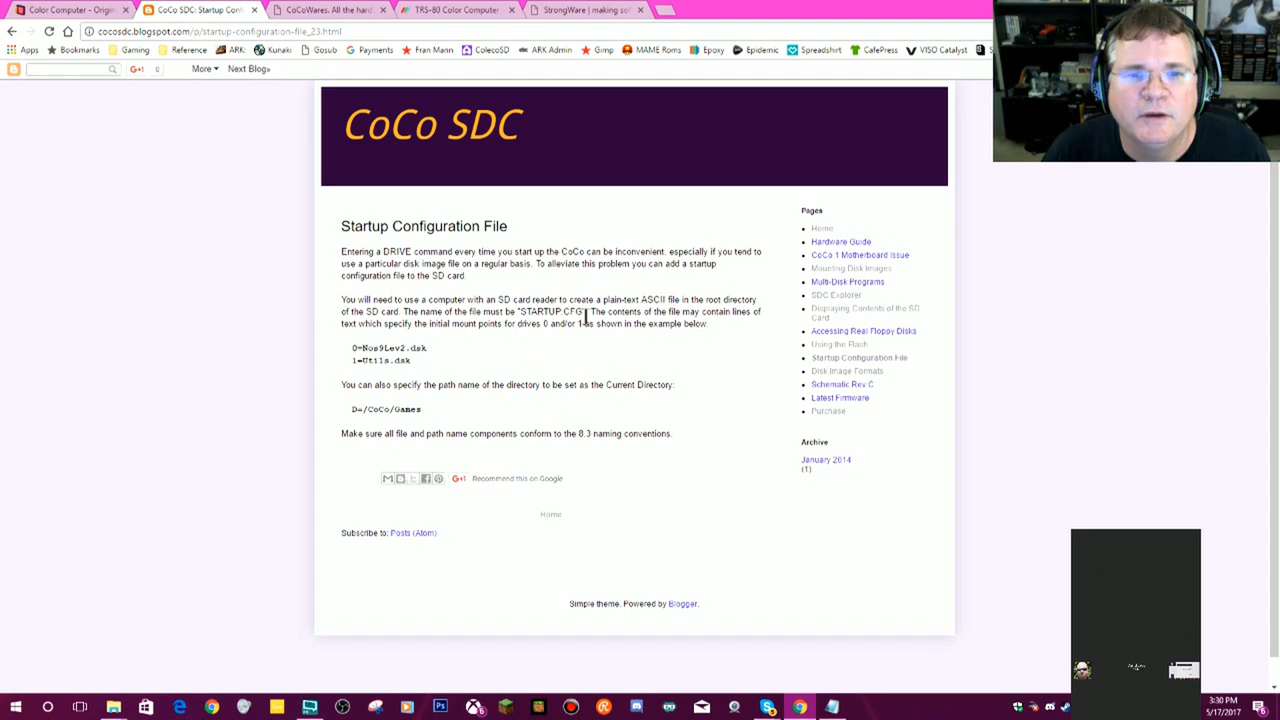 Color Computer - Origin
CoCo SDC: Startup Conf
CoCoWares. All the hard
TRS-80 Color Computer
StrongWare | making sof
cocosdc.blogspot.com/p/startup-configuration-file_23.html
Apps
Bookmarks
Gaming
Reference
ARK:
Gosub
Payments
Fran Mann
ColecoSD
ARK Admin
Gimp
MAME Roms
Epoxy
Epidemic
Spreadshirt
CafePress
VISO Catalyst
G+1 0
More
Next Blog»
CoCo SDC
Startup Configuration File
Entering a DRIVE command every time you start up the CoCo can be inconvenient, especially if you tend to
use a particular disk image file on a regular basis. To alleviate this problem you can add a startup
configuration file to the SD card.
You will need to use a computer with an SD card reader to create a plain-text ASCII file in the root directory
of the SD card. The name of the file must be "STARTUP.CFG". The contents of the file may contain lines of
text which specify the initial mount points for drives 0 and/or 1 as shown in the example below.
0=Nos9Lev2.dsk
1=Utils.dsk
You can also specify the path name of the directory to be set as the Current Directory:
D=/CoCo/Games
Make sure all file and path name components conform to the 8.3 naming conventions.
G+1 Recommend this on Google
Home
Subscribe to: Posts (Atom)
Pages
Home
Hardware Guide
CoCo 1 Motherboard Issue
Mounting Disk Images
Multi-Disk Programs
SDC Explorer
Displaying Contents of the SD
Card
Accessing Real Floppy Disks
Using the Flash
Startup Configuration File
Disk Image Formats
Schematic Rev C
Latest Firmware
Purchase
Archive
January 2014
(1)
Simple theme. Powered by Blogger.
3:30 PM
5/17/2017